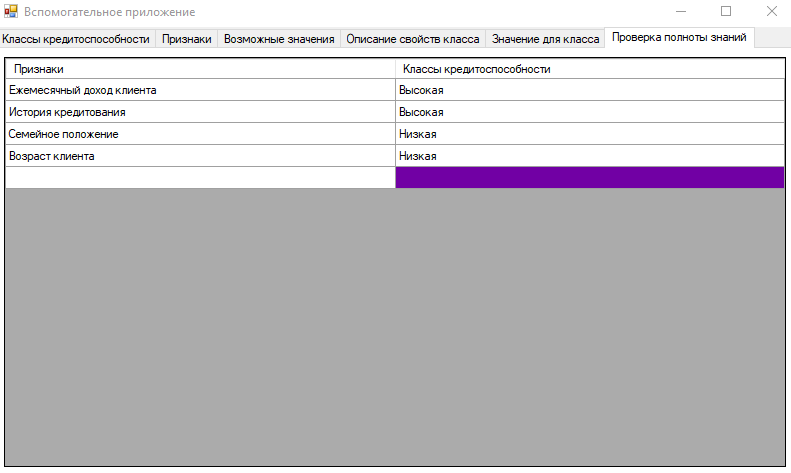 Вспомогательное приложение
Классы кредитоспособности Признаки Возможные значения Описание свойств класса Значение для класса Проверка полноты знаний
Признаки Классы кредитоспособности
Ежемесячный доход клиента Высокая
История кредитования Высокая
Семейное положение Низкая
Возраст клиента Низкая